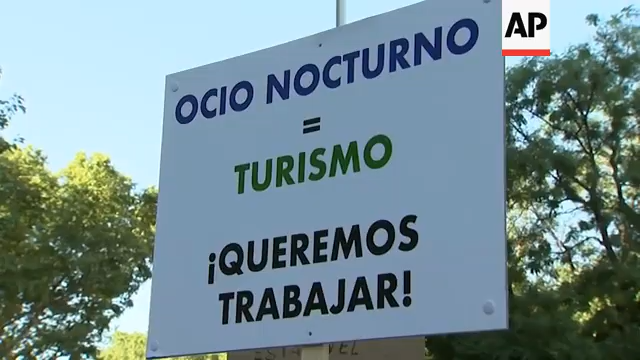 AP
OCIO NOCTURNO
=
TURISMO
¡QUEREMOS
TRABAJAR!